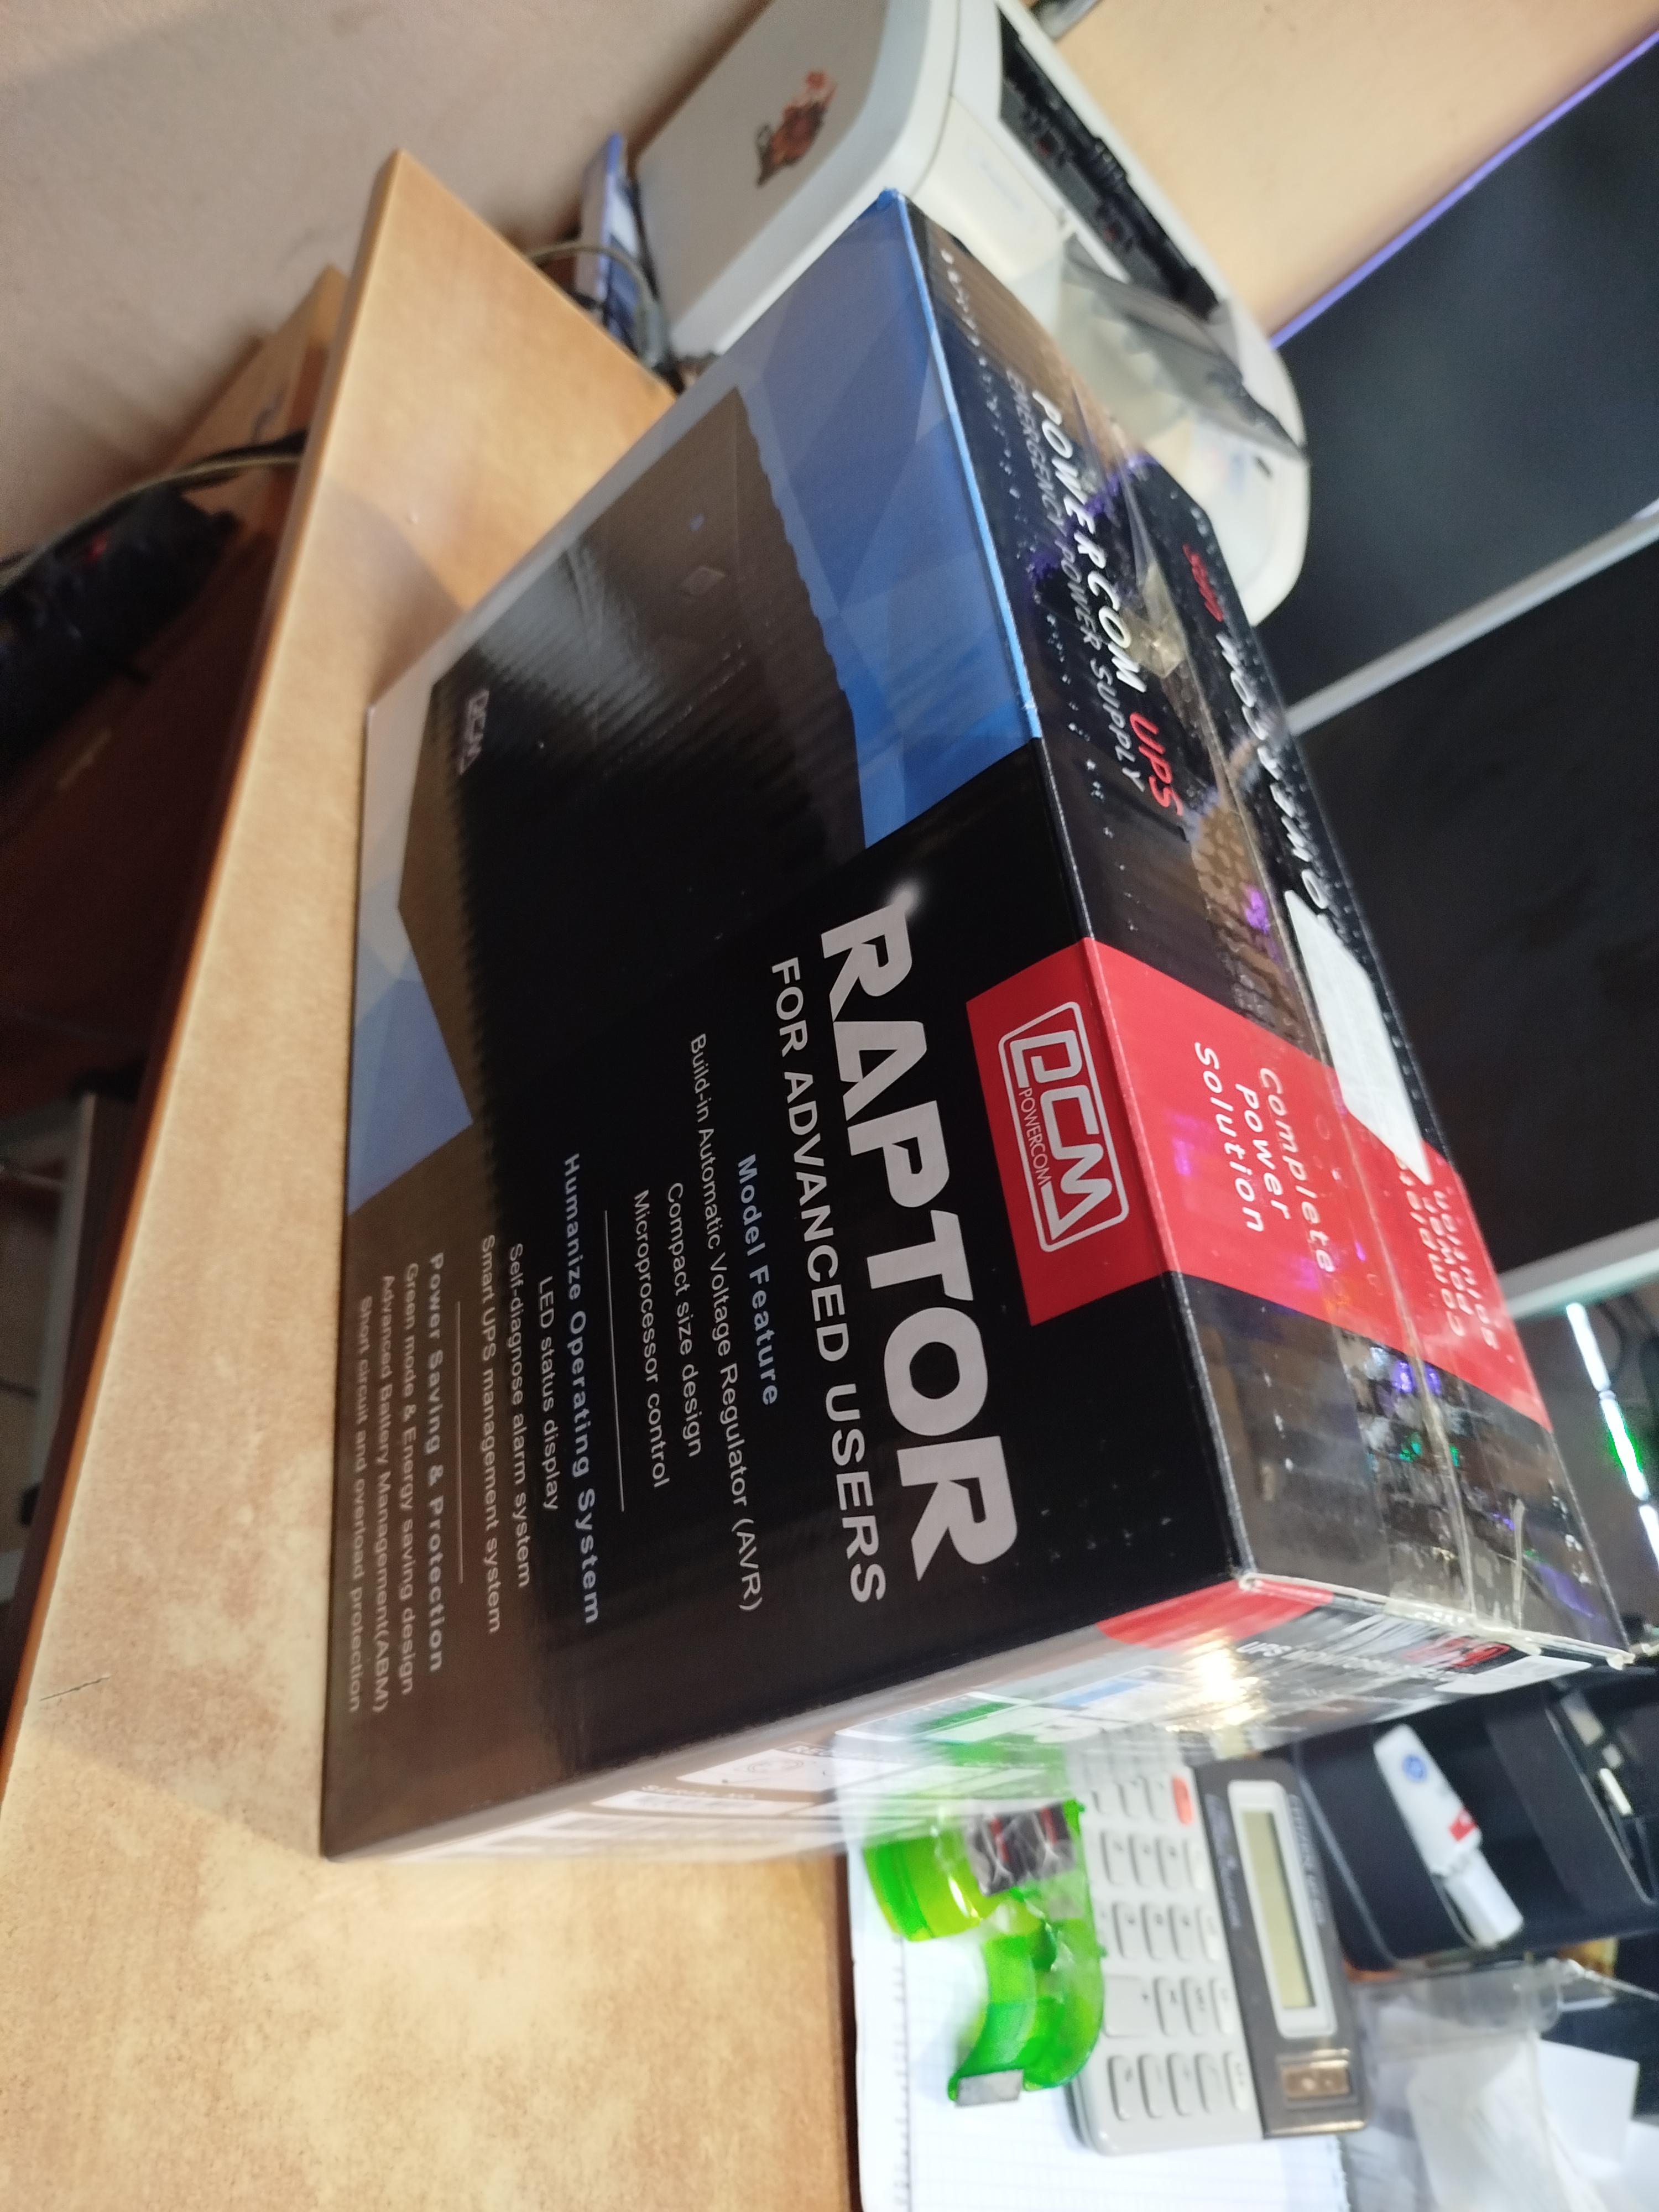 POWERCOM UPS
EMERGENCY POWER SUPPLY
Complete
power
Solution
PCM
POWERCOM
RAPTOR
FOR ADVANCED USERS
Model Feature
Build-in Automatic Voltage Regulator (AVR)
Compact size design
Microprocessor control
Humanize Operating System
LED status display
Self-diagnose alarm system
Smart UPS management system
Power Saving & Protection
Green mode & Energy saving design
Advanced Battery Management(ABM)
Short circuit and overload protection
PCM
SERIAL NO.